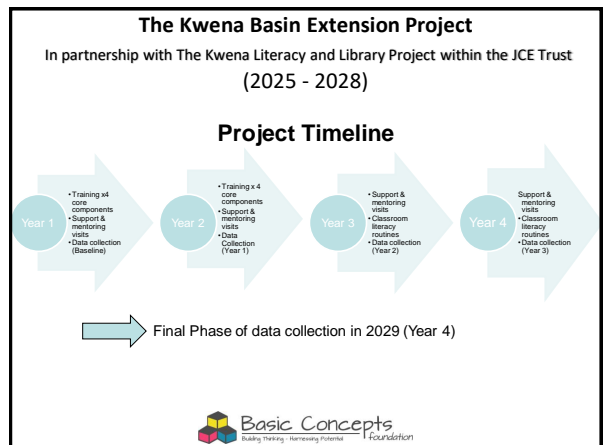 The Kwena Basin Extension Project
In partnership with The Kwena Literacy and Library Project within the JCE Trust
(2025 - 2028)
Project Timeline
Year 1
• Training x4
core
components
• Support &
mentoring
visits
• Data collection
(Baseline)
Year 2
• Training x 4
core
components
• Support &
mentoring
visits
• Data
Collection
(Year 1)
Year 3
• Support &
mentoring
visits
• Classroom
literacy
routines
• Data collection
(Year 2)
Year 4
Support &
mentoring
visits
• Classroom
literacy
routines
• Data collection
(Year 3)
Final Phase of data collection in 2029 (Year 4)
Basic Concepts
Building Thinking - Harnessing Potential
foundation